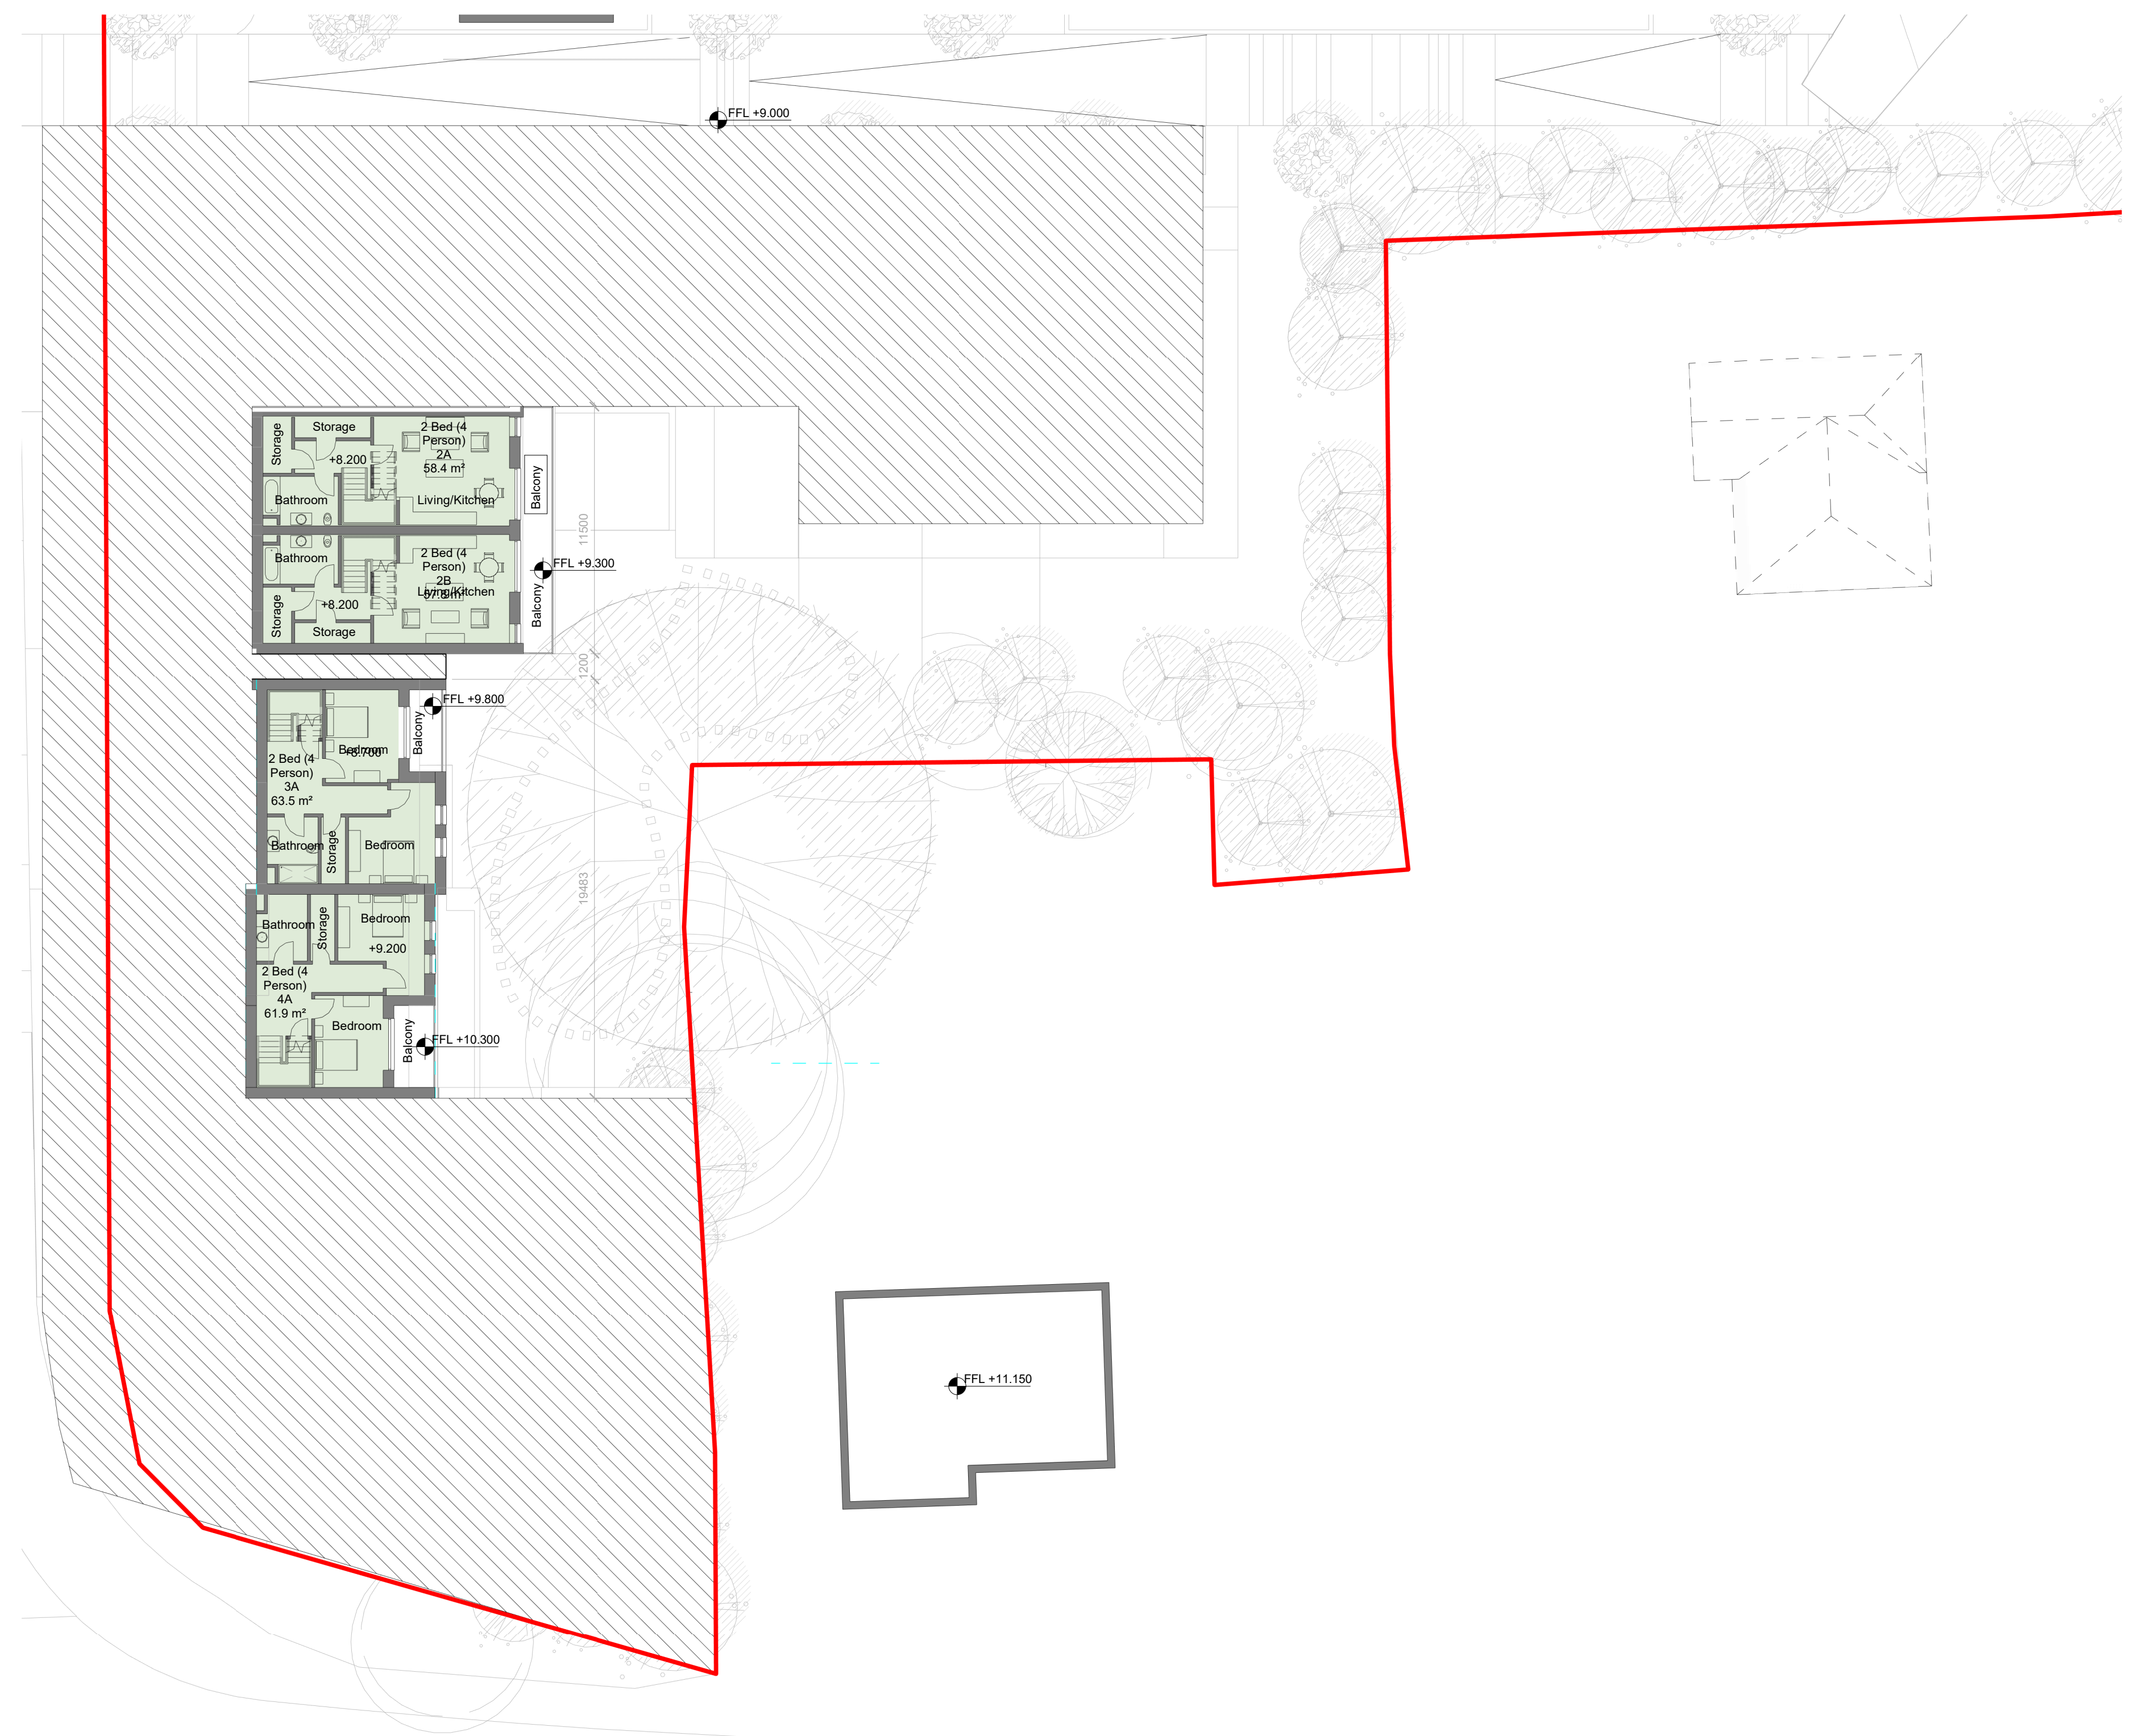 FFL +9.000
Storage
Storage
+8.200
Bathroom
2 Bed (4
Person)
2A
58.4 m²
Living/Kitchen
Balcony
11500
Bathroom
2 Bed (4
Person)
2B
Living/Kitchen
FFL +9.300
Balcony
Storage
+8.200
Storage
1200
FFL +9.800
Balcony
Bedroom
2 Bed (4
Person)
3A
63.5 m²
Bathroom
Storage
Bedroom
19483
Bathroom
Storage
Bedroom
+9.200
2 Bed (4
Person)
4A
61.9 m²
Bedroom
Balcony
FFL +10.300
FFL +11.150